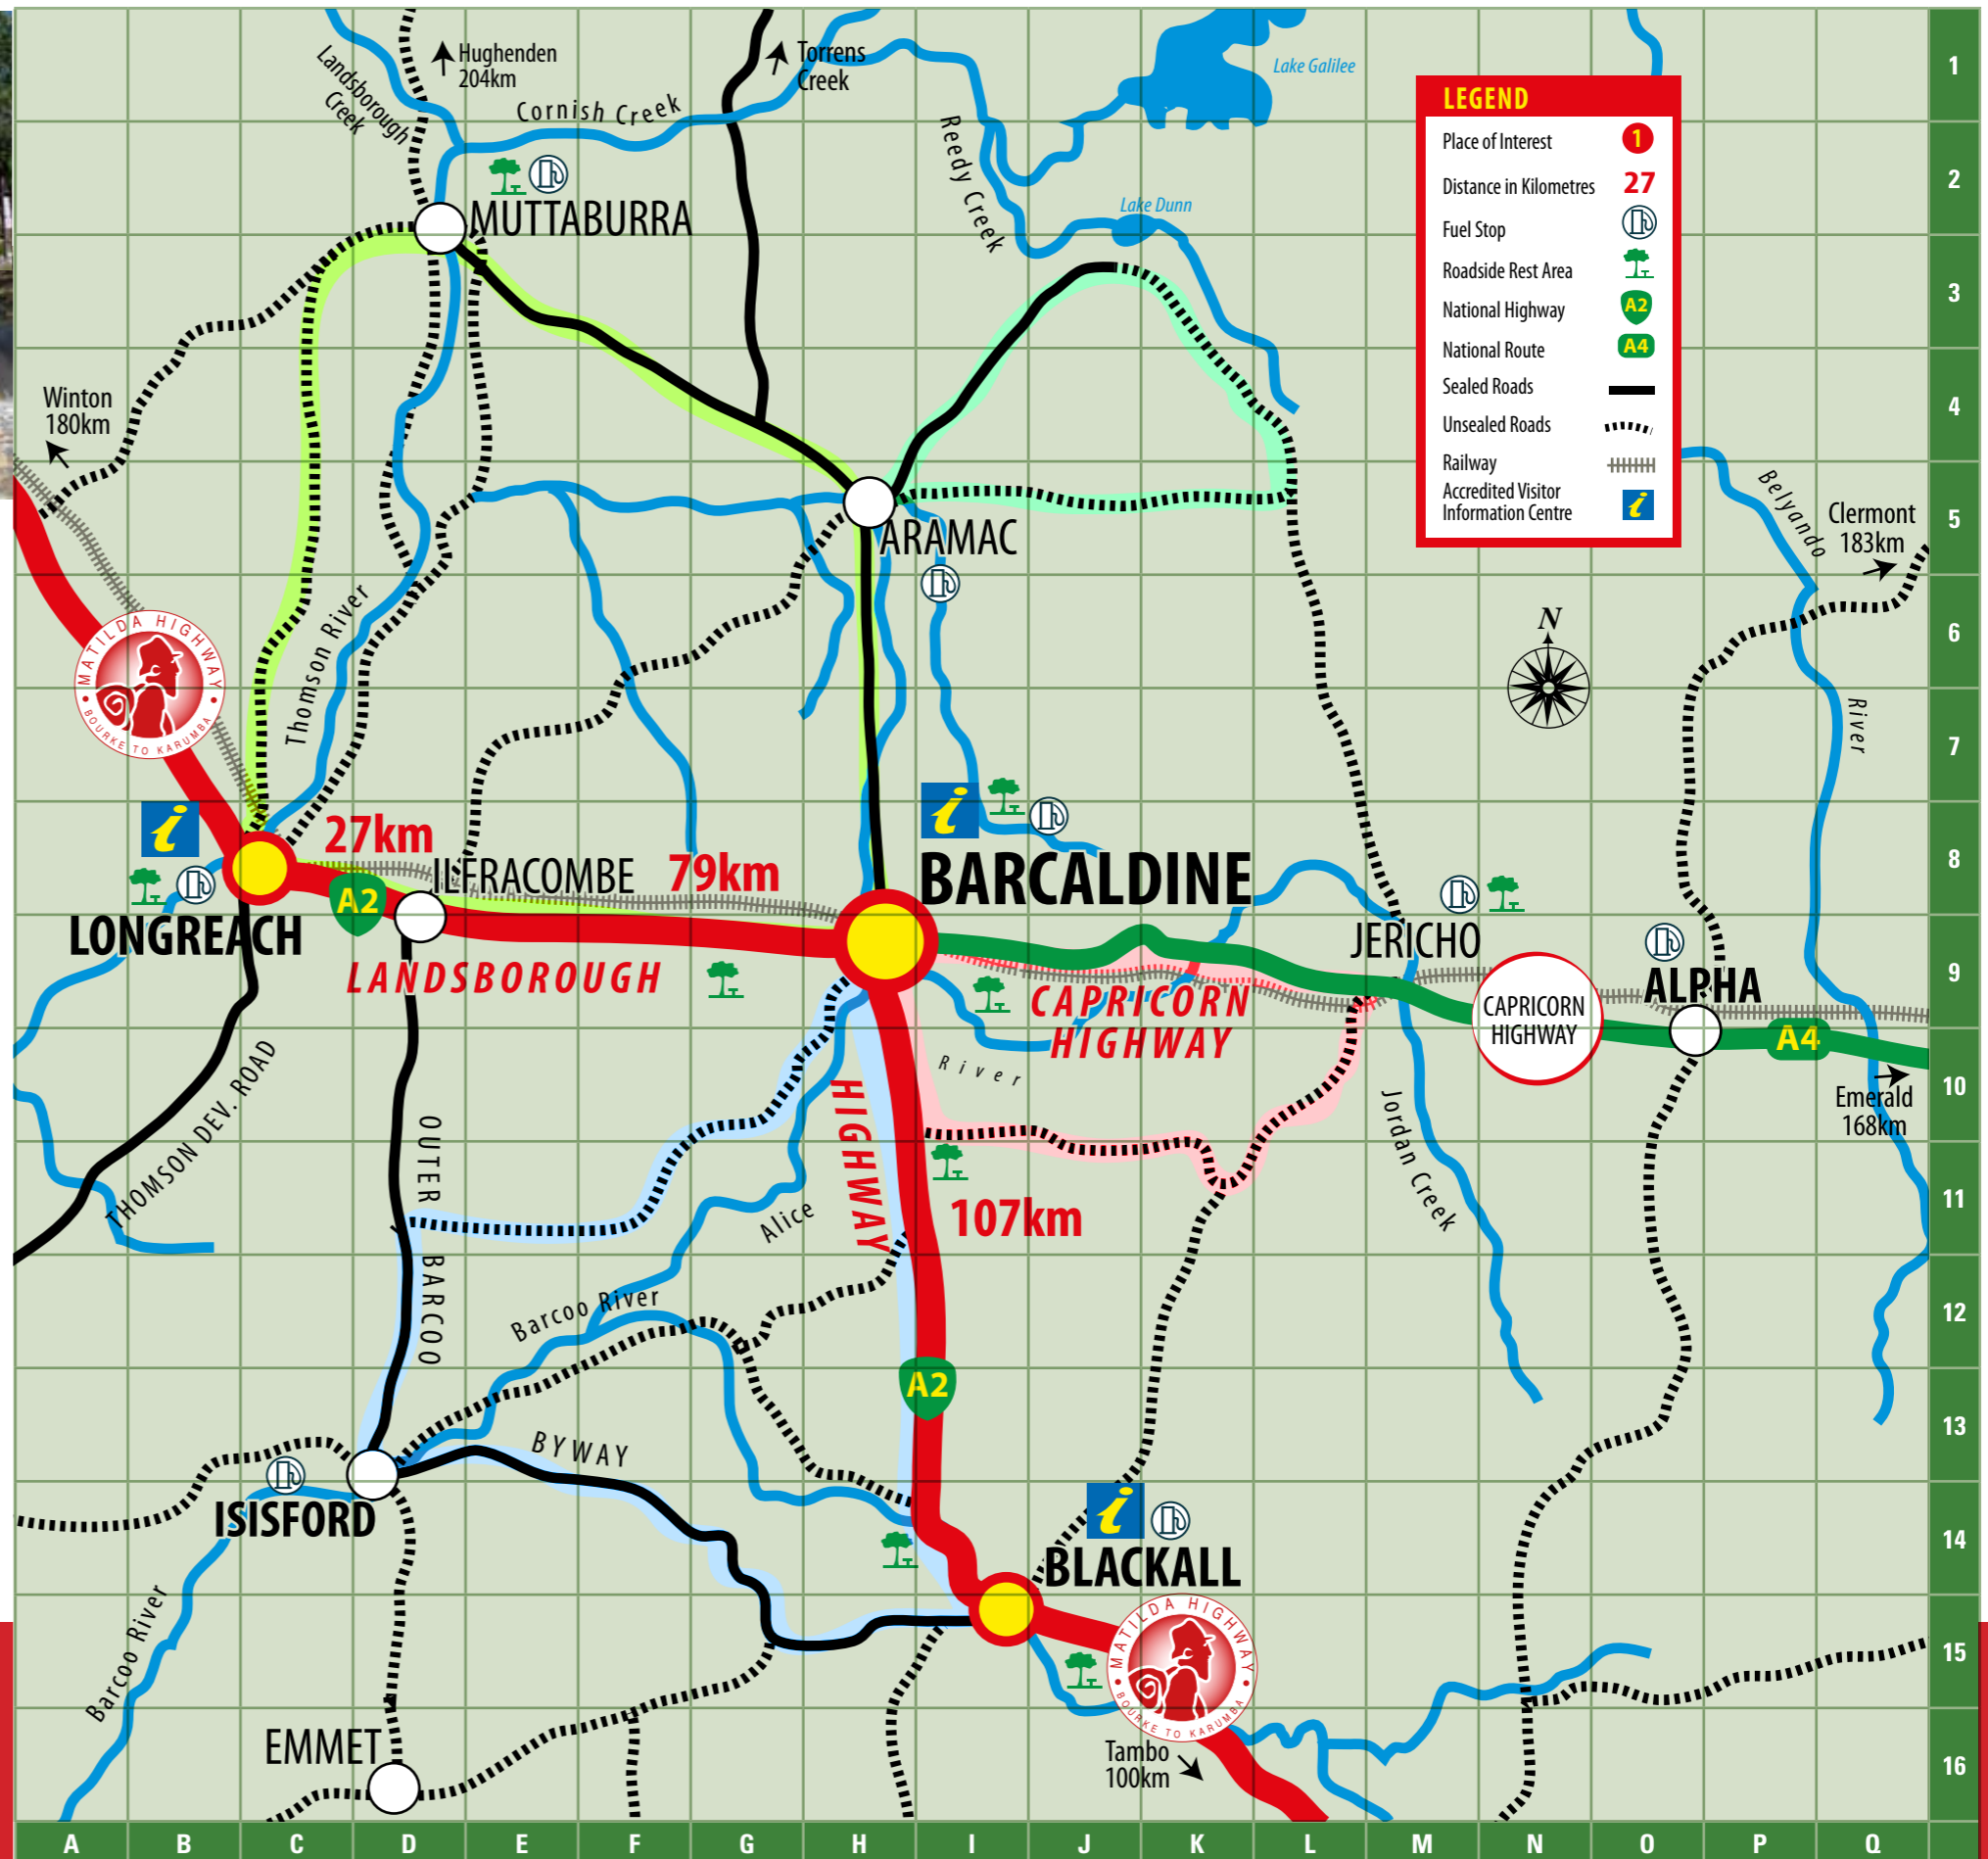 Hughenden
204km
Torrens
Creek
Landsborough
Creek
Cornish Creek
Lake Galilee
1
LEGEND
Place of Interest 1
Distance in Kilometres 27
Fuel Stop
Roadside Rest Area
National Highway A2
National Route A4
Sealed Roads
Unsealed Roads
Railway
Accredited Visitor
Information Centre i
Reedy Creek
2
MUTTABURRA
Lake Dunn
3
Winton
180km
4
Belyando
River
Clermont
183km
5
ARAMAC
N
6
MATILDA HIGHWAY
BOURKE TO KARUMBA
Thomson River
7
i
27km
ILFRACOMBE
79km
i
BARCALDINE
8
A2
LONGREACH
LANDSBOROUGH
HIGHWAY
JERICHO
CAPRICORN
HIGHWAY
CAPRICORN
HIGHWAY
ALPHA
9
A4
River
Emerald
168km
10
THOMSON DEV. ROAD
OUTER BARCOO
BYWAY
Jordan Creek
Alice
107km
11
Barcoo River
12
A2
13
ISISFORD
i
BLACKALL
14
Barcoo River
MATILDA HIGHWAY
BOURKE TO KARUMBA
15
EMMET
Tambo
100km
16
A B C D E F G H I J K L M N O P Q